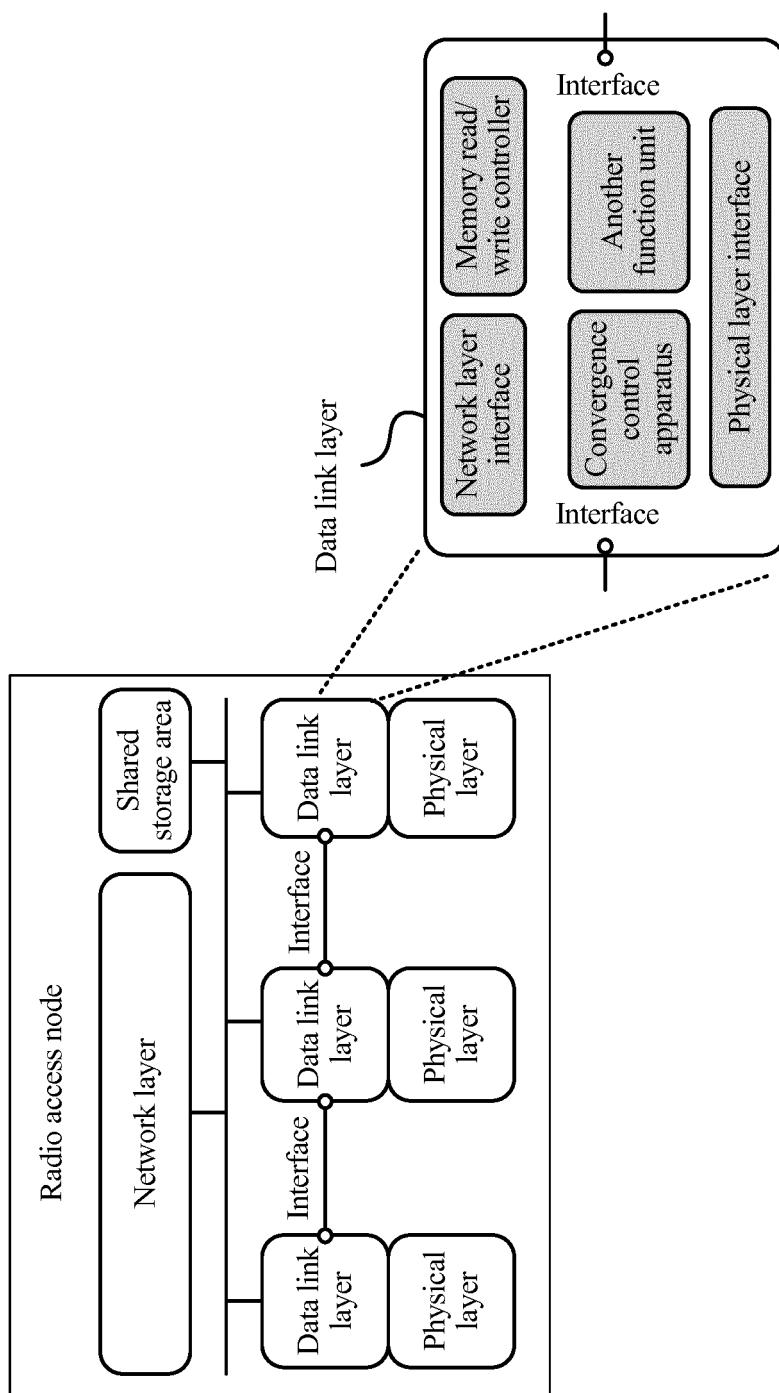 Radio access node
Network layer
Shared
storage area
Data link
layer
Interface
Data link
layer
Interface
Data link
layer
Physical
layer
Physical
layer
Physical
layer
Data link layer
Network layer
interface
Memory read/
write controller
Interface
Interface
Convergence
control
apparatus
Another
function unit
Physical layer interface